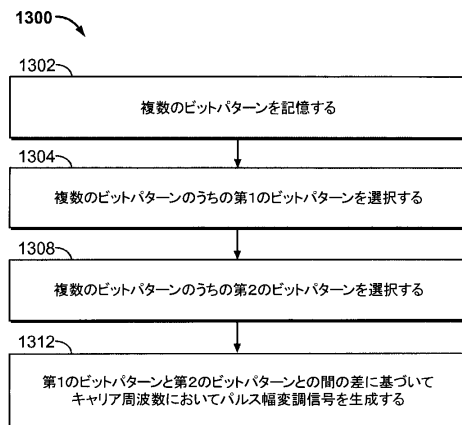 1300
1302
複数のビットパターンを記憶する
1304
複数のビットパターンのうちの第1のビットパターンを選択する
1308
複数のビットパターンのうちの第2のビットパターンを選択する
1312
第1のビットパターンと第2のビットパターンとの間の差に基づいて
キャリア周波数においてパルス幅変調信号を生成する